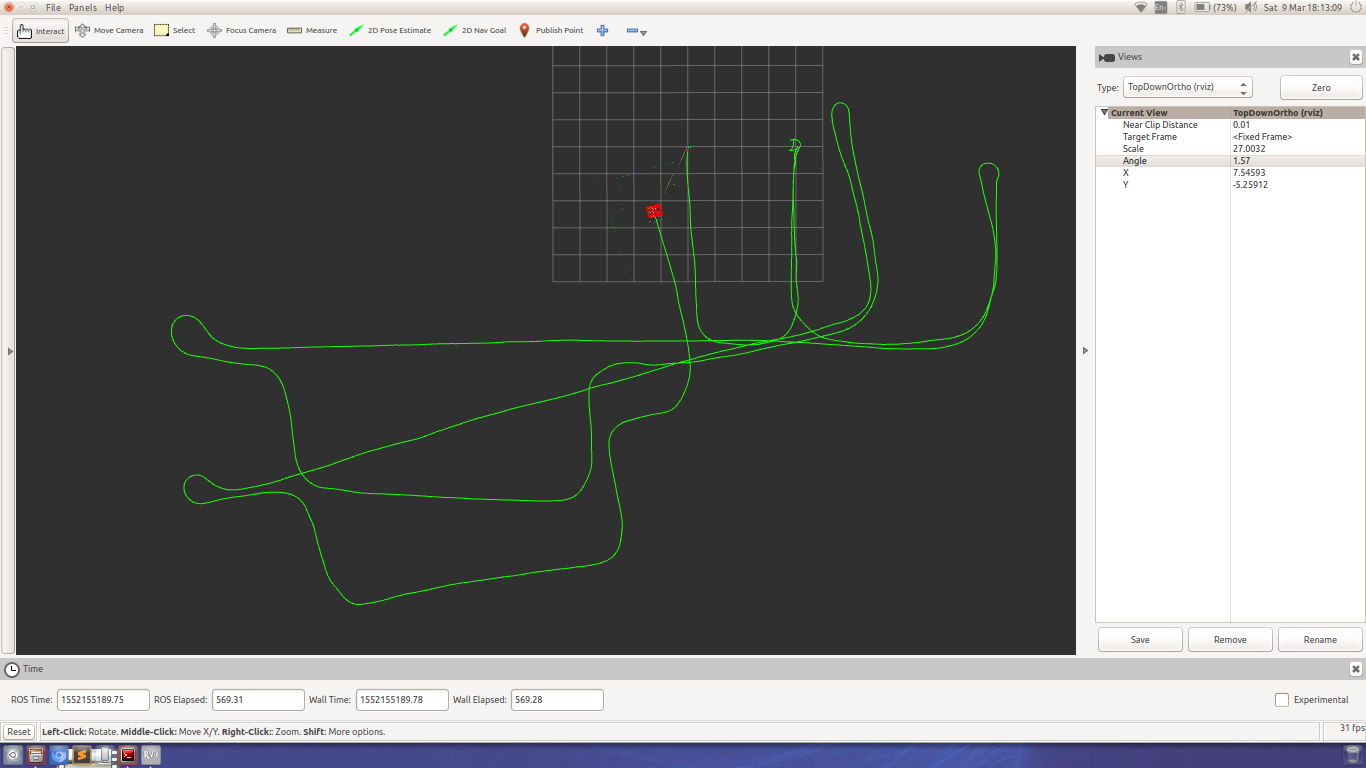 File Panels Help
(73%) Sat 9 Mar 18:13:09
Interact Move Camera Select Focus Camera Measure 2D Pose Estimate 2D Nav Goal Publish Point
Views
Type: TopDownOrtho (rviz) Zero
Current View TopDownOrtho (rviz)
Near Clip Distance 0.01
Target Frame <Fixed Frame>
Scale 27.0032
Angle 1.57
X 7.54593
Y -5.25912
Save Remove Rename
Time
ROS Time: 1552155189.75 ROS Elapsed: 569.31 Wall Time: 1552155189.78 Wall Elapsed: 569.28 Experimental
Reset Left-Click: Rotate. Middle-Click: Move X/Y. Right-Click:: Zoom. Shift: More options. 31 fps